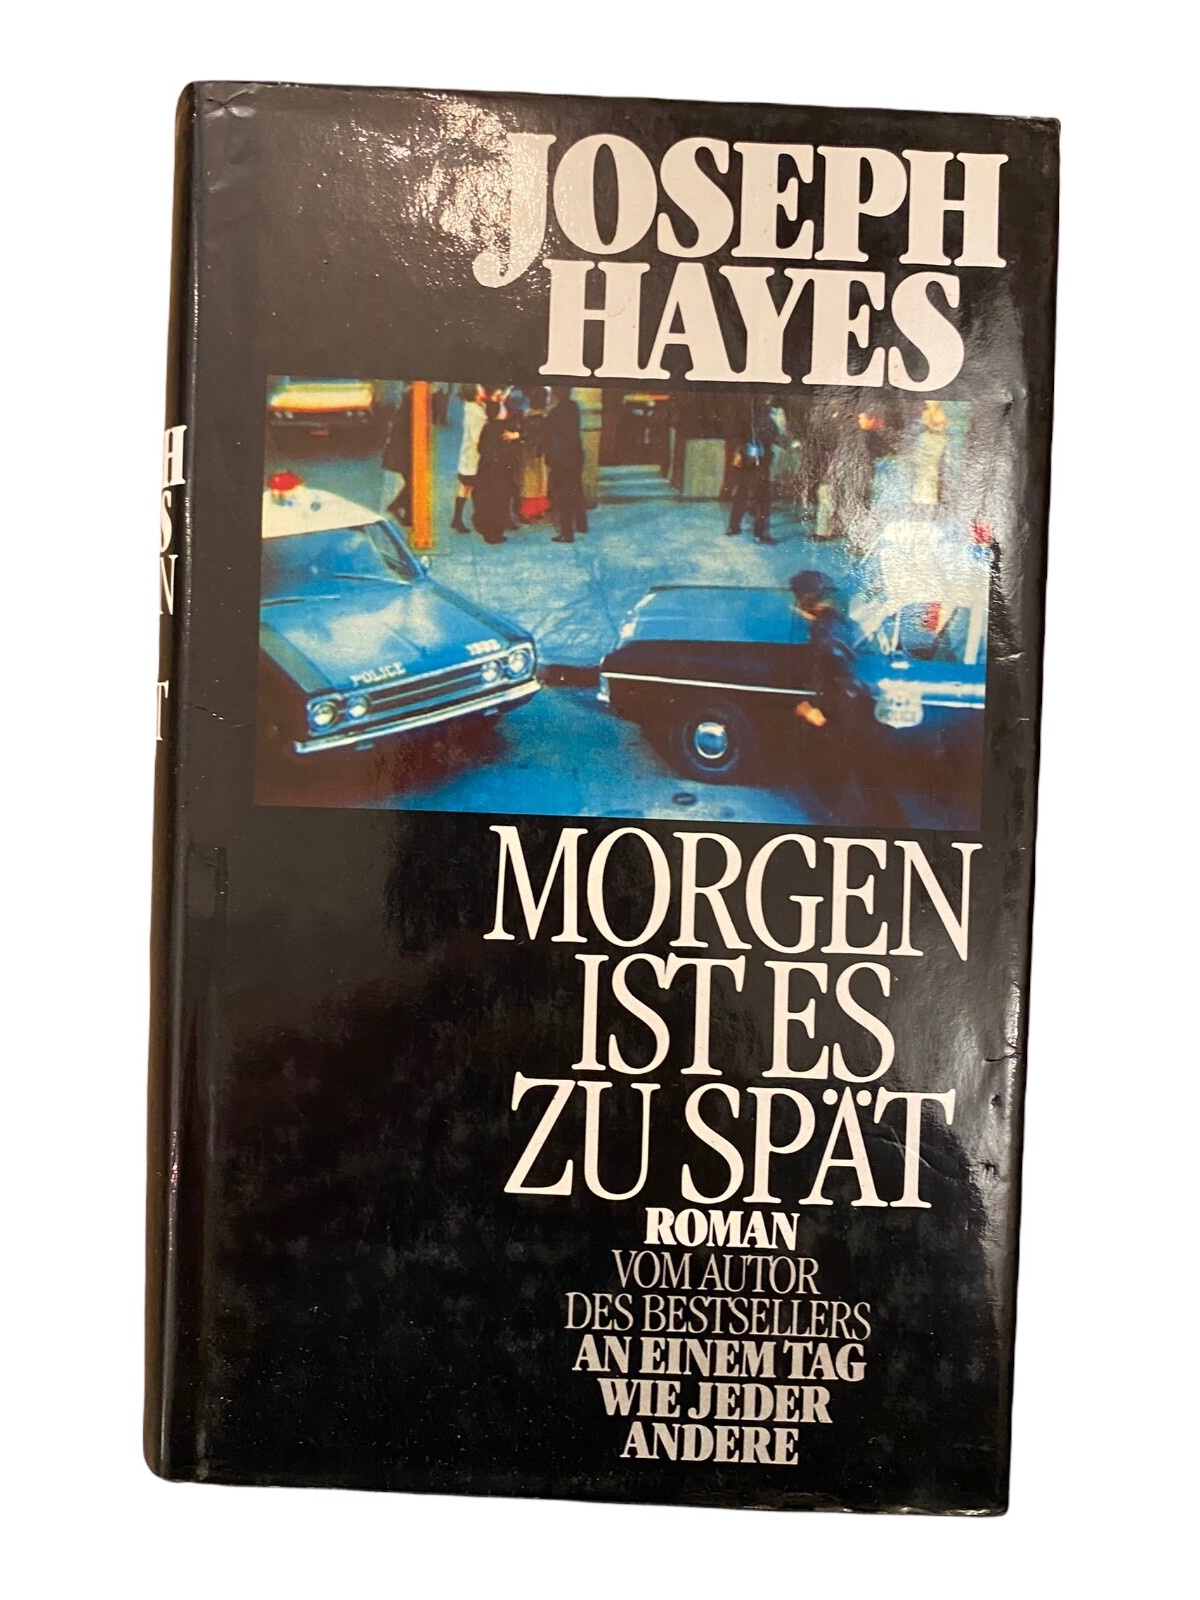 JOSEPH
HAYES
POLICE
MORGEN
IST ES
ZU SPÄT
ROMAN
VOM AUTOR
DES BESTSELLERS
AN EINEM TAG
WIE JEDER
ANDERE
H
S
N
T